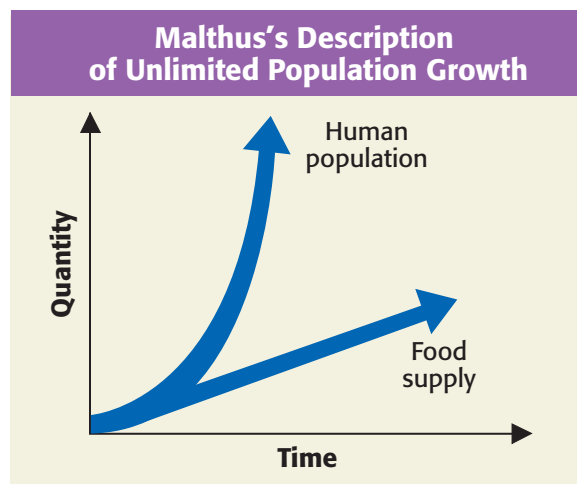 Malthus’s Description
of Unlimited Population Growth
Human
population
Quantity
Food
supply
Time